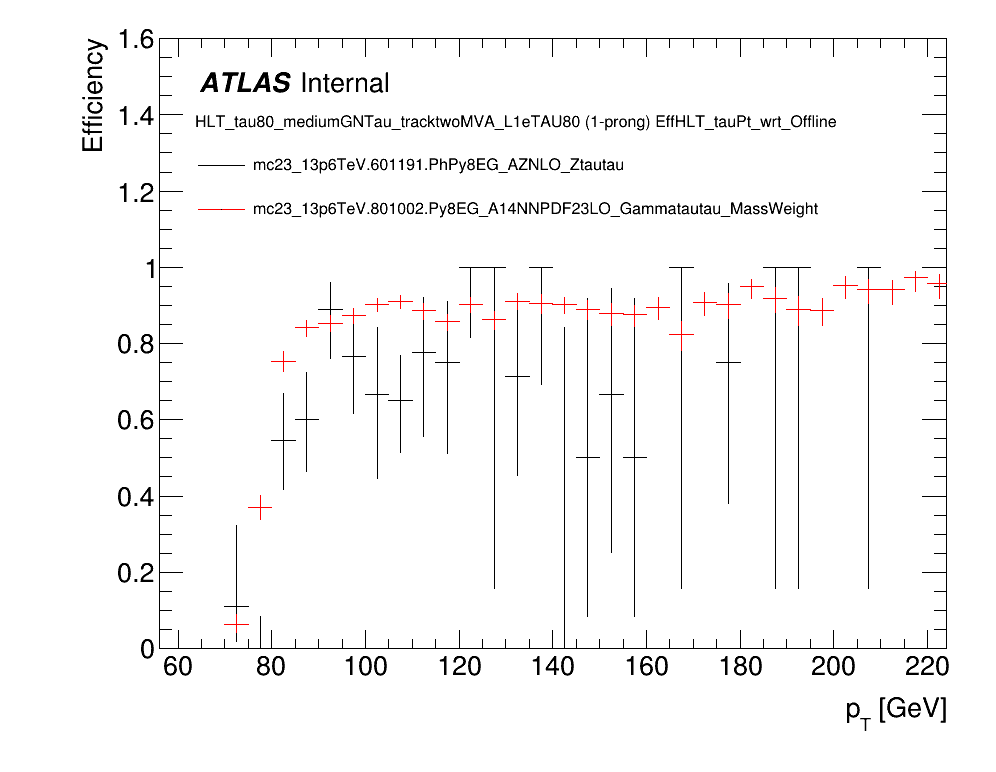 1.6
Efficiency
ATLAS Internal
1.4
HLT_tau80_mediumGNTau_tracktwoMVA_L1eTAU80 (1-prong) EffHLT_tauPt_wrt_Offline
mc23_13p6TeV.601191.PhPy8EG_AZNLO_Ztautau
1.2
mc23_13p6TeV.801002.Py8EG_A14NNPDF23LO_Gammatautau_MassWeight
1
0.8
0.6
0.4
0.2
0
60 80 100 120 140 160 180 200 220
p_T [GeV]